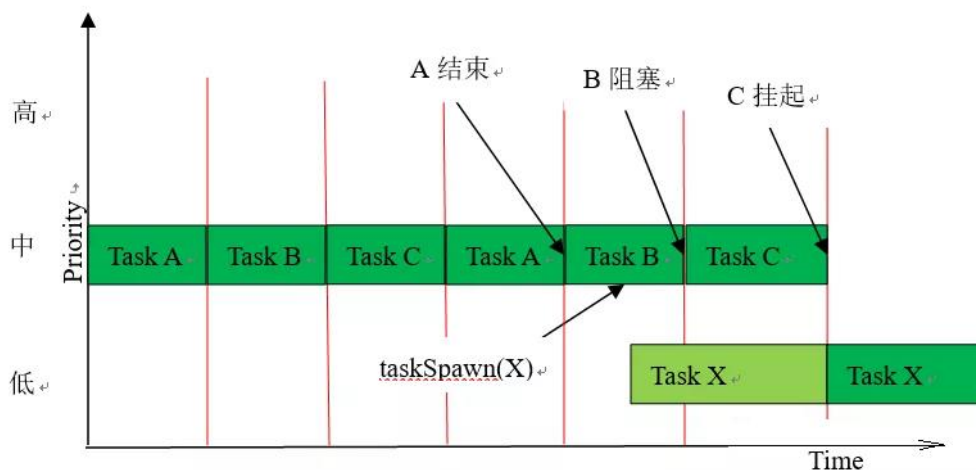 A 结束
B 阻塞
C 挂起
高
Priority
中
Task A
Task B
Task C
Task A
Task B
Task C
taskSpawn(X)
低
Task X
Task X
Time